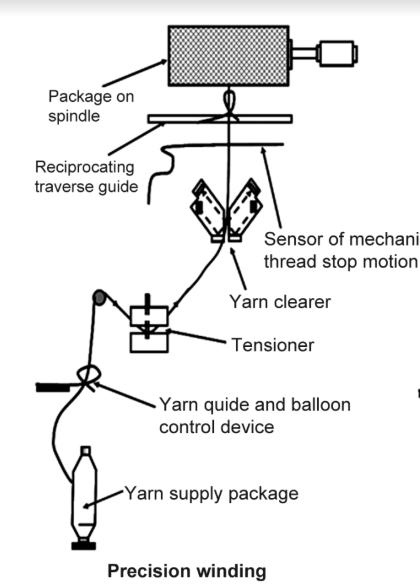 Package on
spindle
Reciprocating
traverse guide
Sensor of mechani
thread stop motion
Yarn clearer
Tensioner
Yarn quide and balloon
control device
Yarn supply package
Precision winding